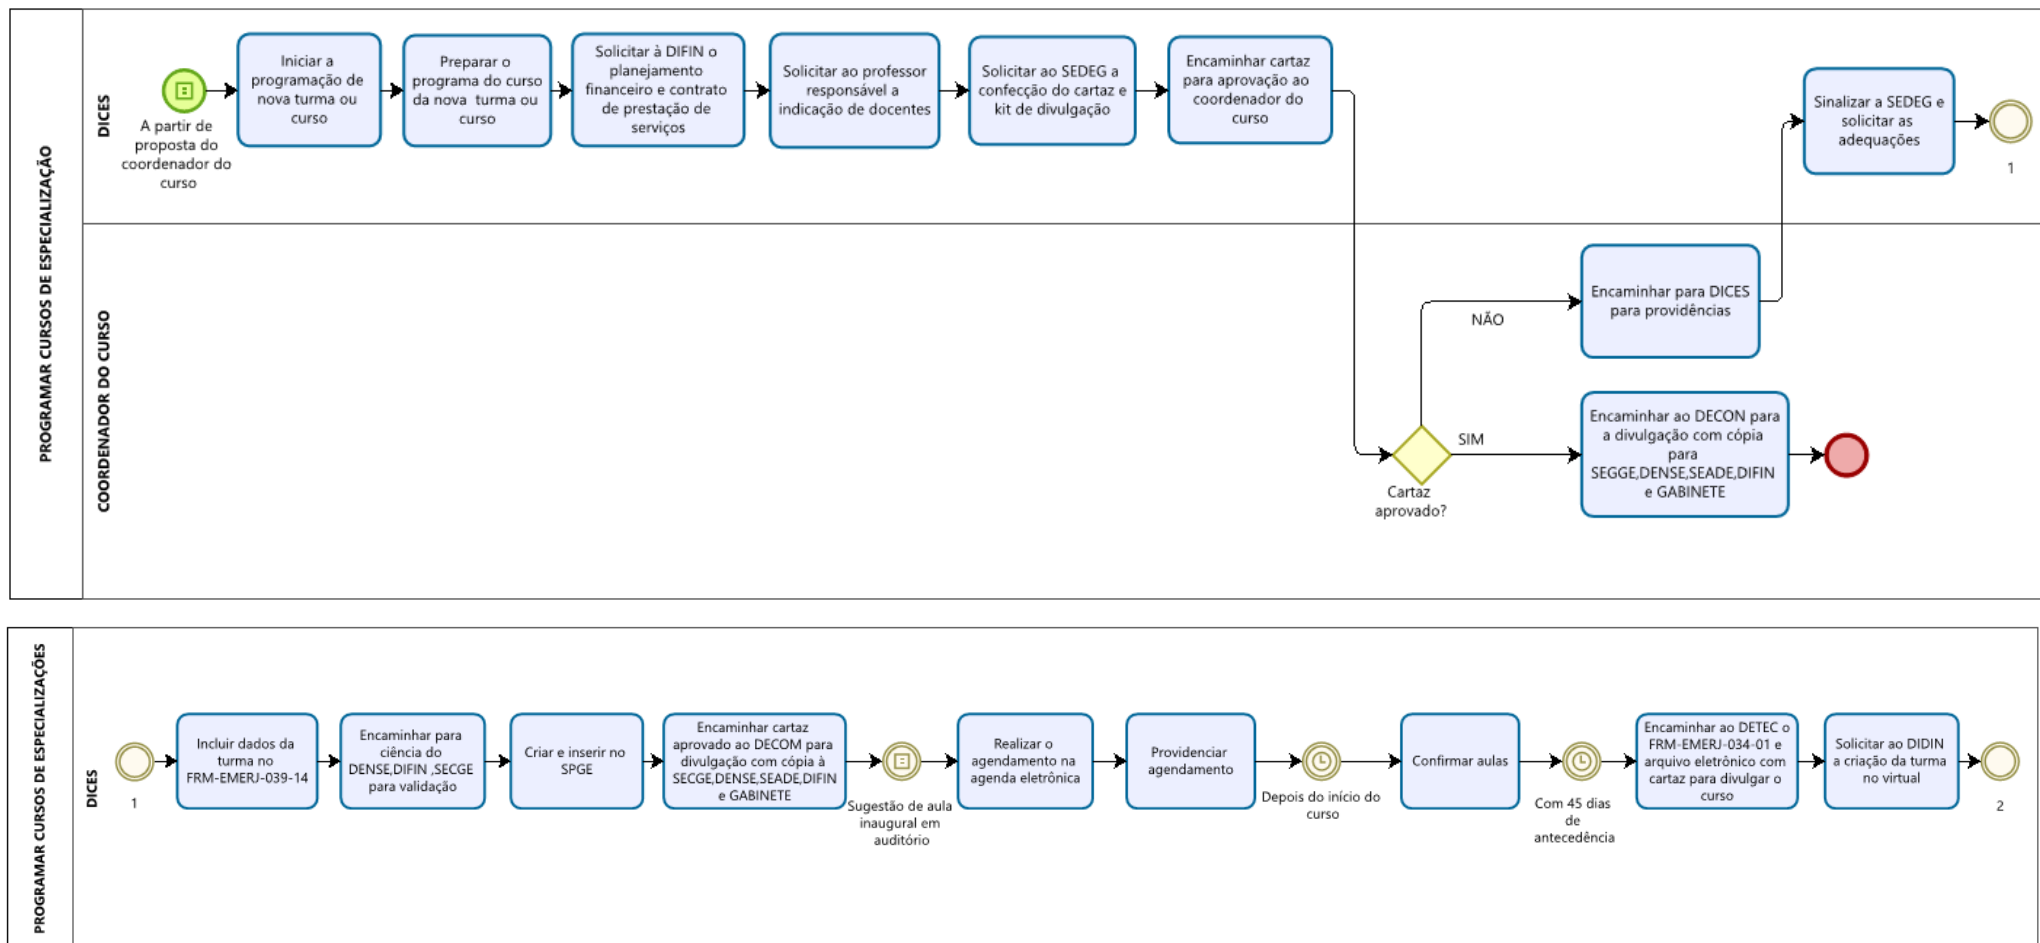 PROGRAMAR CURSOS DE ESPECIALIZAÇÃO
DICES
A partir de
proposta do
coordenador do
curso
Iniciar a
programação de
nova turma ou
curso
Preparar o
programa do curso
da nova turma ou
curso
Solicitar à DIFIN o
planejamento
financeiro e contrato
de prestação de
serviços
Solicitar ao professor
responsável a
indicação de docentes
Solicitar ao SEDEG a
confecção do cartaz e
kit de divulgação
Encaminhar cartaz
para aprovação ao
coordenador do
curso
Sinalizar a SEDEG e
solicitar as
adequações
1
COORDENADOR DO CURSO
Cartaz
aprovado?
NÃO
Encaminhar para DICES
para providências
SIM
Encaminhar ao DECON para
a divulgação com cópia
para
SEGGE,DENSE,SEADE,DIFIN
e GABINETE
PROGRAMAR CURSOS DE ESPECIALIZAÇÕES
DICES
1
Incluir dados da
turma no
FRM-EMERJ-039-14
Encaminhar para
ciência do
DENSE,DIFIN ,SECGE
para validação
Criar e inserir no
SPGE
Encaminhar cartaz
aprovado ao DECOM para
divulgação com cópia à
SECGE,DENSE,SEADE,DIFIN
e GABINETE
Sugestão de aula
inaugural em
auditório
Realizar o
agendamento na
agenda eletrônica
Providenciar
agendamento
Depois do início do
curso
Confirmar aulas
Com 45 dias
de
antecedência
Encaminhar ao DETEC o
FRM-EMERJ-034-01 e
arquivo eletrônico com
cartaz para divulgar o
curso
Solicitar ao DIDIN
a criação da turma
no virtual
2